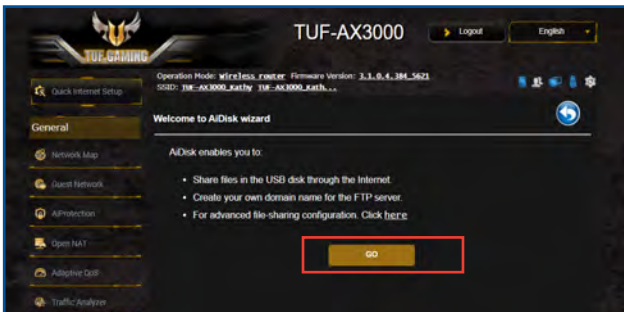 TUF GAMING
TUF-AX3000
Logout
English
Operation Mode: Wireless router Firmware Version: 3.1.0.4.384_5621
SSID: TUF-AX3000_Kathy TUF-AX3000_Kath...
Quick Internet Setup
General
Network Map
Guest Network
AiProtection
Open NAT
Adaptive QoS
Traffic Analyzer
Welcome to AiDisk wizard
AiDisk enables you to:
• Share files in the USB disk through the Internet.
• Create your own domain name for the FTP server.
• For advanced file-sharing configuration. Click here
GO